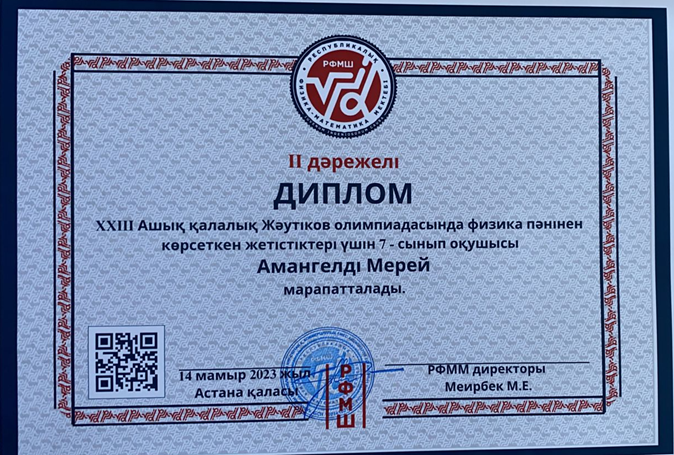 РЕСПУБЛИКАЛЫҚ
РФМШ
ФИЗИКА-МАТЕМАТИКА МЕКТЕБІ
II дәрежелі
ДИПЛОМ
XXIII Ашық қалалық Жәутіков олимпиадасында физика пәнінен
көрсеткен жетістіктері үшін 7 - сынып оқушысы
Амангелді Мерей
марапатталады.
14 мамыр 2023 жыл
Астана қаласы
РФМШ
РФМШ
РФММ директоры
Меирбек М.Е.